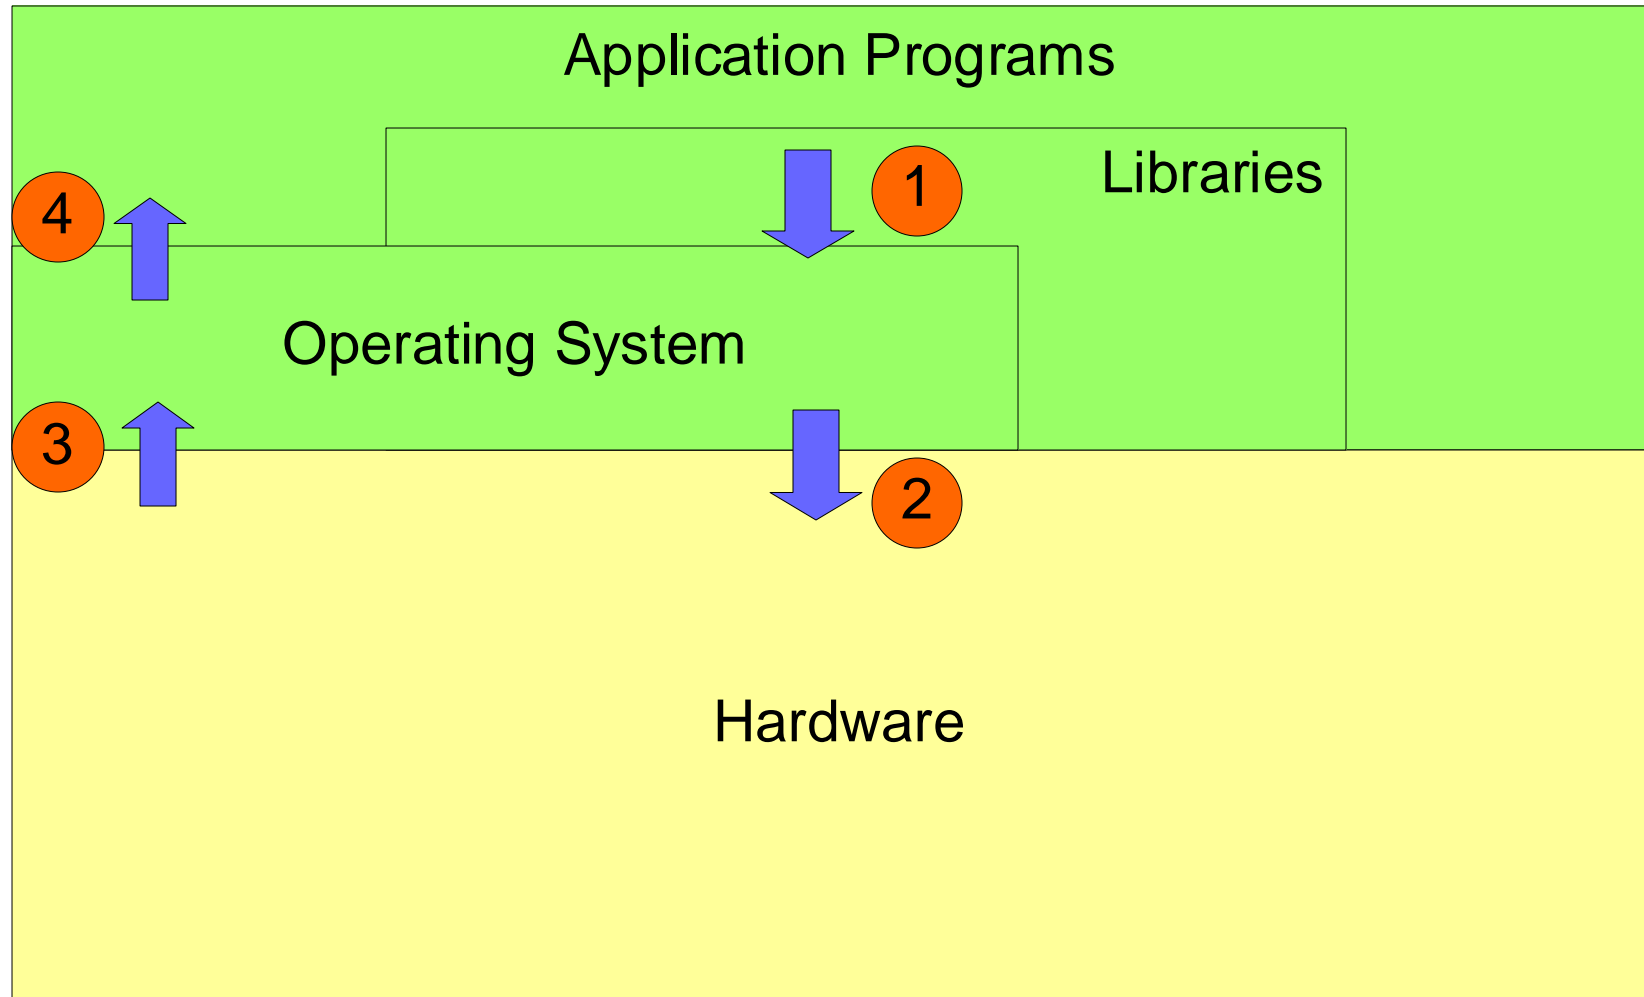 Application Programs
1
Libraries
4
Operating System
3
2
Hardware